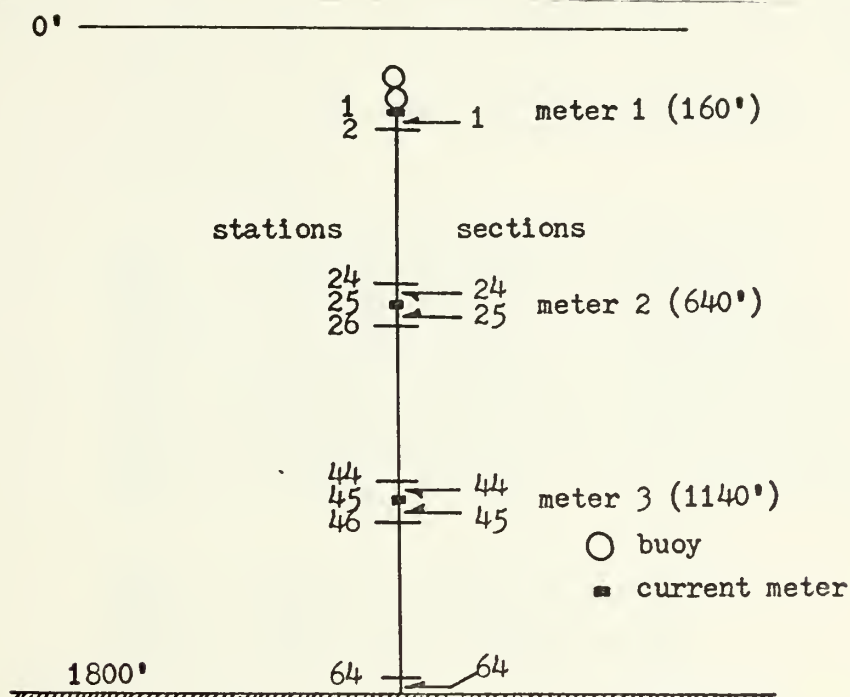 0'
1 1 meter 1 (160')
2
stations sections
24 24
25 meter 2 (640')
26 25
44 44
45 meter 3 (1140')
46 45
buoy
current meter
1800' 64 64